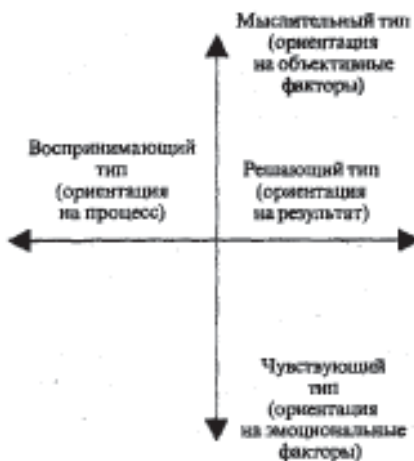 Мыслительный тип
(ориентация
на объективные
факторы)
Воспринимающий
тип
(ориентация
на процесс)
Решающий тип
(ориентация
на результат)
Чувствующий
тип
(ориентация
на эмоциональные
факторы)